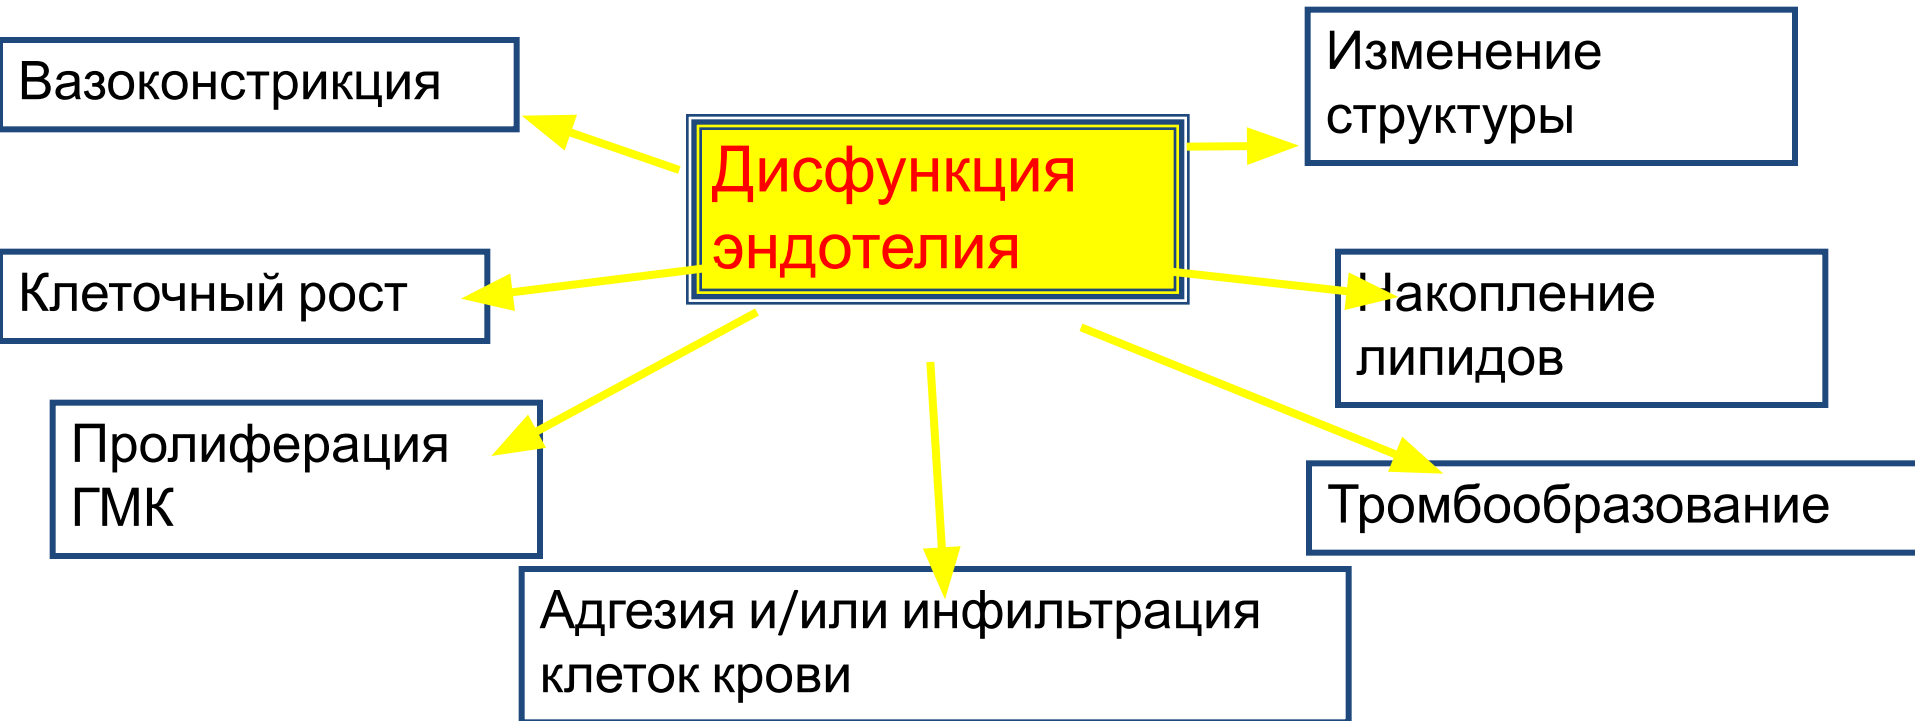 Вазоконстрикция
Изменение
структуры
Дисфункция
эндотелия
Клеточный рост
Накопление
липидов
Пролиферация
ГМК
Тромбообразование
Адгезия и/или инфильтрация
клеток крови